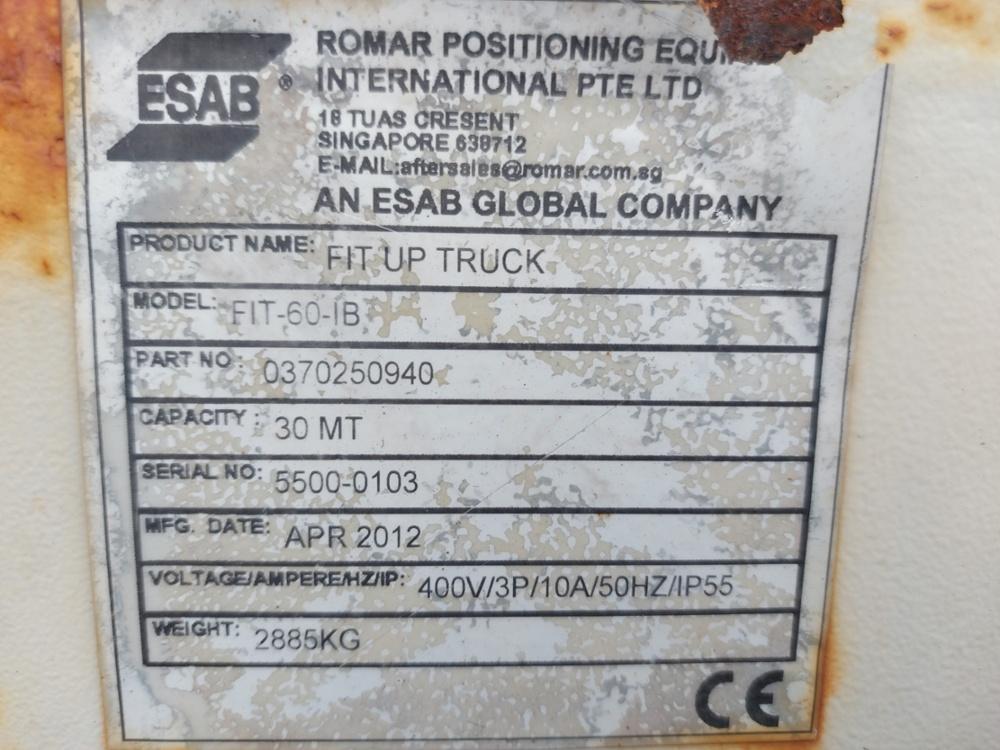 ESAB®
ROMAR POSITIONING
INTERNATIONAL PTE LTD
18 TUAS CRESENT
SINGAPORE 638712
E-MAIL:aftersales@romar.com.sg
AN ESAB GLOBAL COMPANY
PRODUCT NAME: FIT UP TRUCK
MODEL: FIT-60-IB
PART NO : 0370250940
CAPACITY : 30 MT
SERIAL NO: 5500-0103
MFG. DATE: APR 2012
VOLTAGE/AMPERE/HZ/IP: 400V/3P/10A/50HZ/IP55
WEIGHT: 2885KG
CE